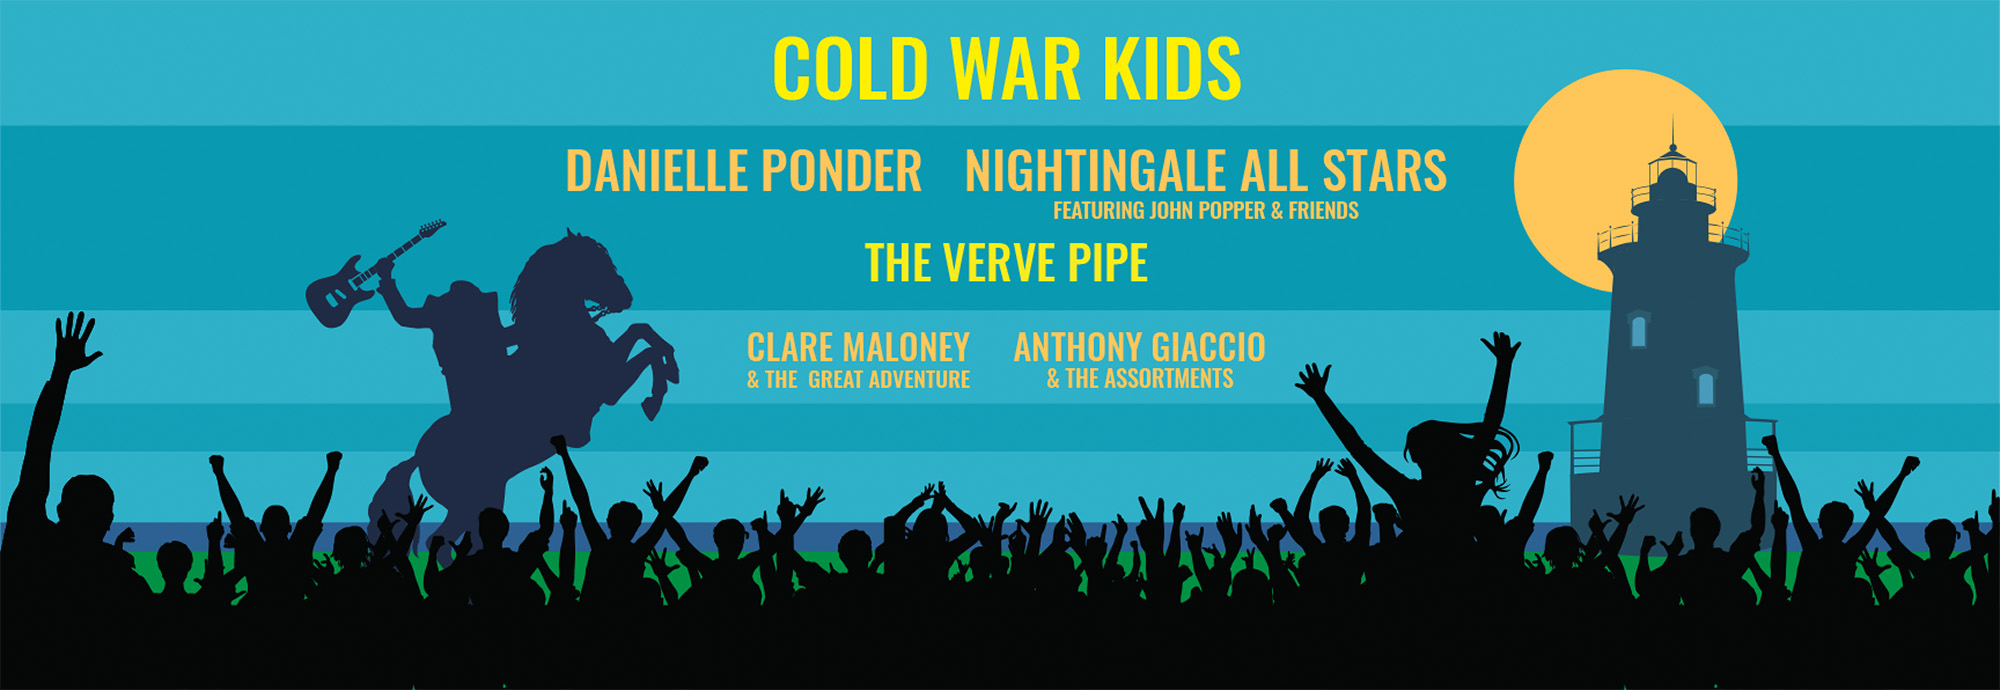 COLD WAR KIDS
DANIELLE PONDER
NIGHTINGALE ALL STARS
FEATURING JOHN POPPER & FRIENDS
THE VERVE PIPE
CLARE MALONEY
& THE GREAT ADVENTURE
ANTHONY GIACCIO
& THE ASSORTMENTS